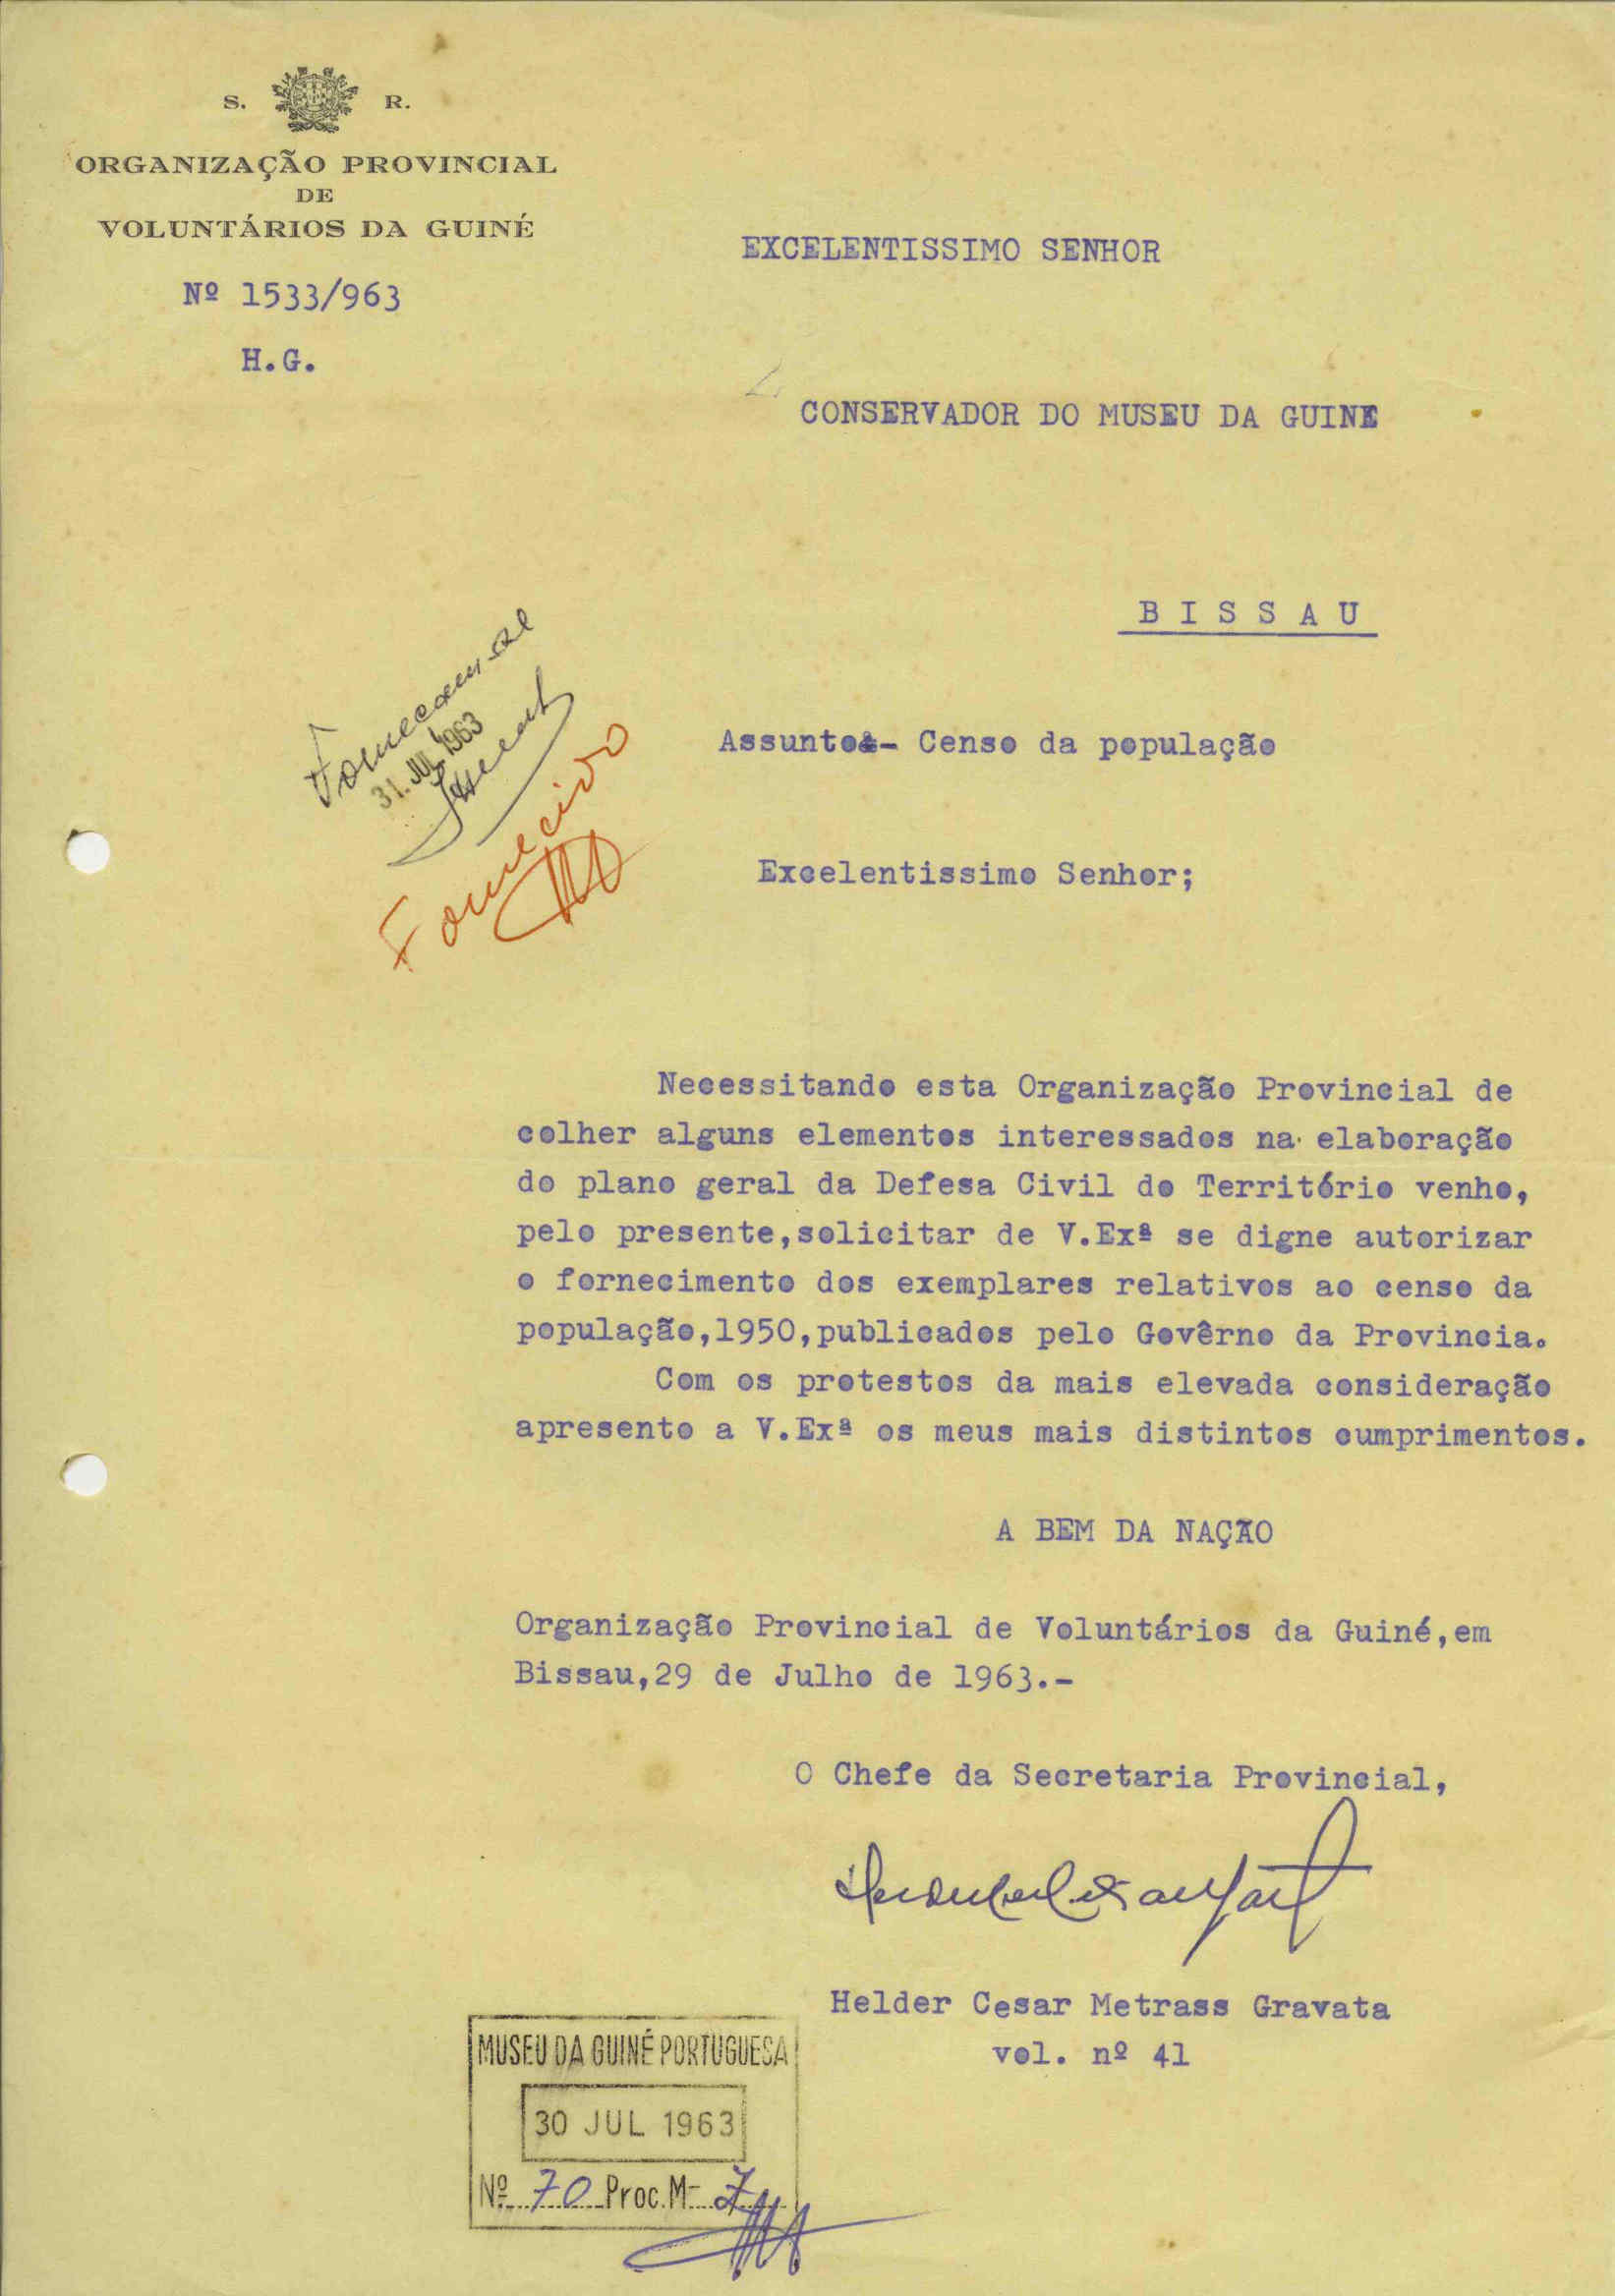 S. R.
ORGANIZAÇÃO PROVINCIAL
DE
VOLUNTÁRIOS DA GUINÉ
Nº 1533/963
H.G.
EXCELENTISSIMO SENHOR
CONSERVADOR DO MUSEU DA GUINE
B I S S A U
31. JUL 1963
Fornecido
Assunto:- Censo da população
Excelentissimo Senhor;
Necessitando esta Organização Provincial de
colher alguns elementos interessados na elaboração
do plano geral da Defesa Civil do Território venho,
pelo presente,solicitar de V.Exª se digne autorizar
o fornecimento dos exemplares relativos ao censo da
população,1950,publicados pelo Govêrno da Provincia.
Com os protestos da mais elevada consideração
apresento a V.Exª os meus mais distintos cumprimentos.
A BEM DA NAÇÃO
Organização Provincial de Voluntários da Guiné,em
Bissau,29 de Julho de 1963.-
O Chefe da Secretaria Provincial,
Helder Cesar Metrass Gravata
vol. nº 41
MUSEU DA GUINÉ PORTUGUESA
30 JUL 1963
Nº 70 Proc. M- 7